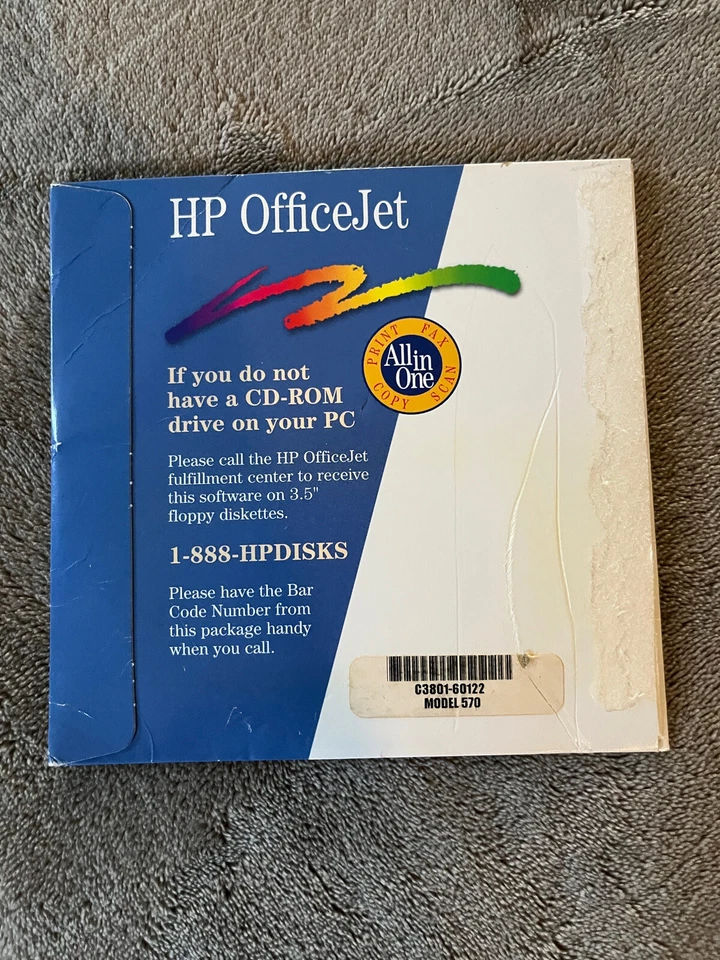 HP OfficeJet
PRINT FAX
All in
One
COPY SCAN
If you do not
have a CD-ROM
drive on your PC
Please call the HP OfficeJet
fulfillment center to receive
this software on 3.5"
floppy diskettes.
1-888-HPDISKS
Please have the Bar
Code Number from
this package handy
when you call.
C3801-60122
MODEL 570